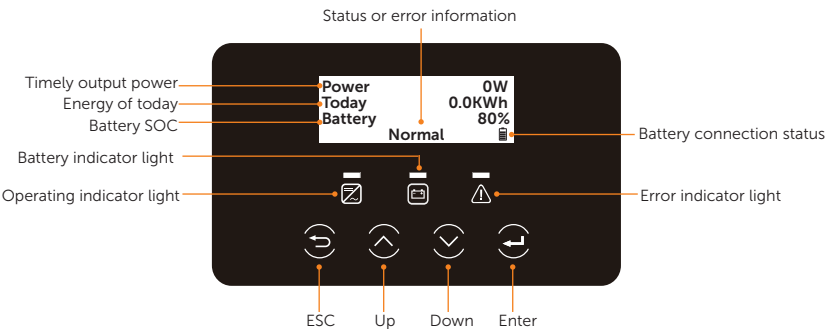 Status or error information
Timely output power
Energy of today
Battery SOC
Power 0W
Today 0.0KWh
Battery 80%
Normal
Battery connection status
Battery indicator light
Operating indicator light
Error indicator light
ESC Up Down Enter